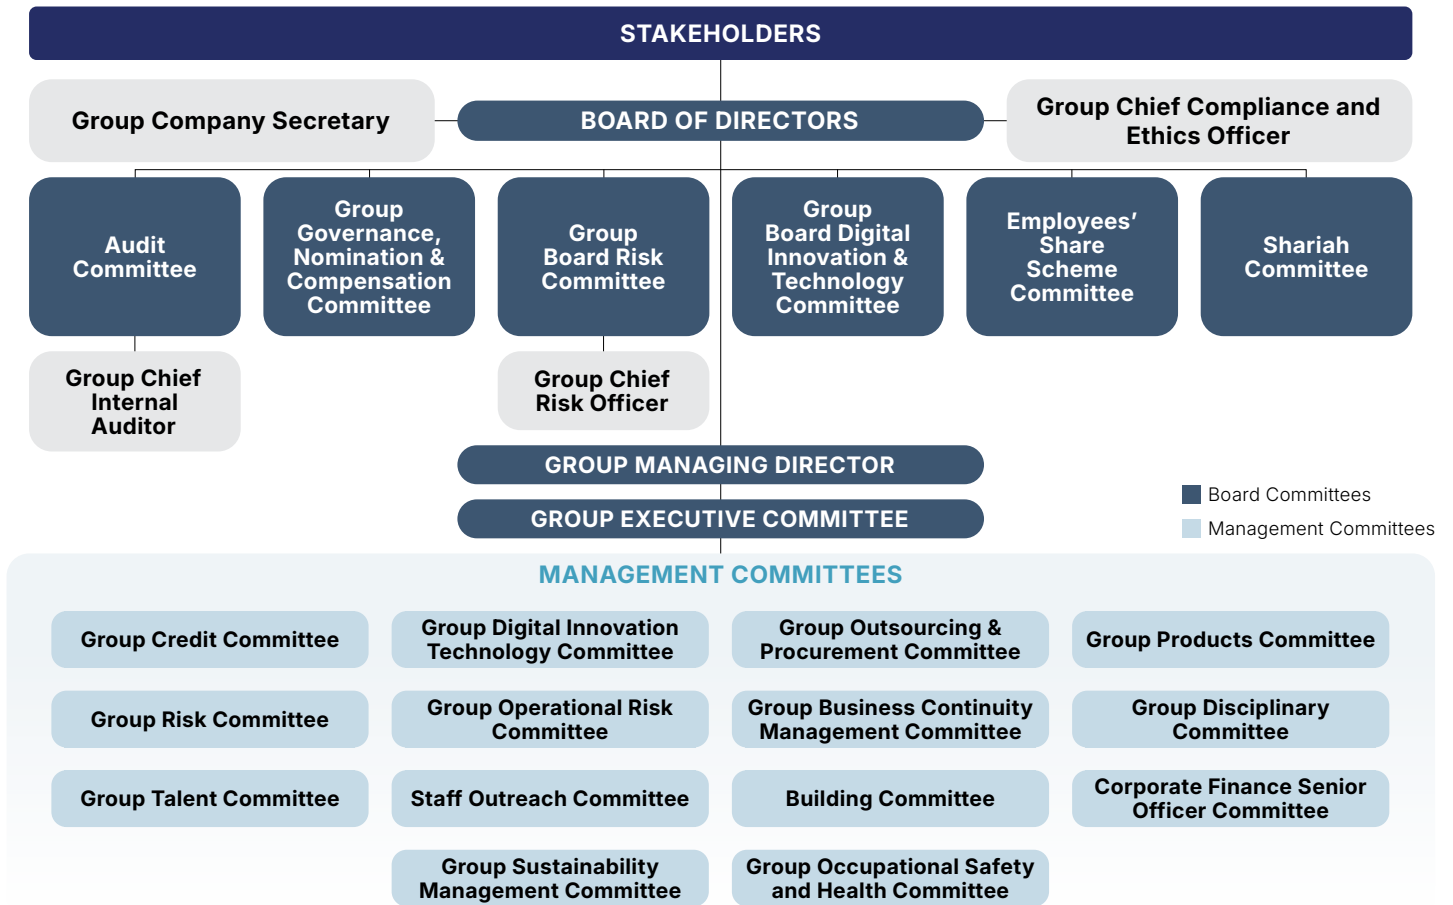 STAKEHOLDERS
Group Company Secretary
BOARD OF DIRECTORS
Group Chief Compliance and
Ethics Officer
Audit
Committee
Group
Governance,
Nomination &
Compensation
Committee
Group
Board Risk
Committee
Group
Board Digital
Innovation &
Technology
Committee
Employees’
Share
Scheme
Committee
Shariah
Committee
Group Chief
Internal
Auditor
Group Chief
Risk Officer
GROUP MANAGING DIRECTOR
GROUP EXECUTIVE COMMITTEE
Board Committees
Management Committees
MANAGEMENT COMMITTEES
Group Credit Committee
Group Digital Innovation
Technology Committee
Group Outsourcing &
Procurement Committee
Group Products Committee
Group Risk Committee
Group Operational Risk
Committee
Group Business Continuity
Management Committee
Group Disciplinary
Committee
Group Talent Committee
Staff Outreach Committee
Building Committee
Corporate Finance Senior
Officer Committee
Group Sustainability
Management Committee
Group Occupational Safety
and Health Committee